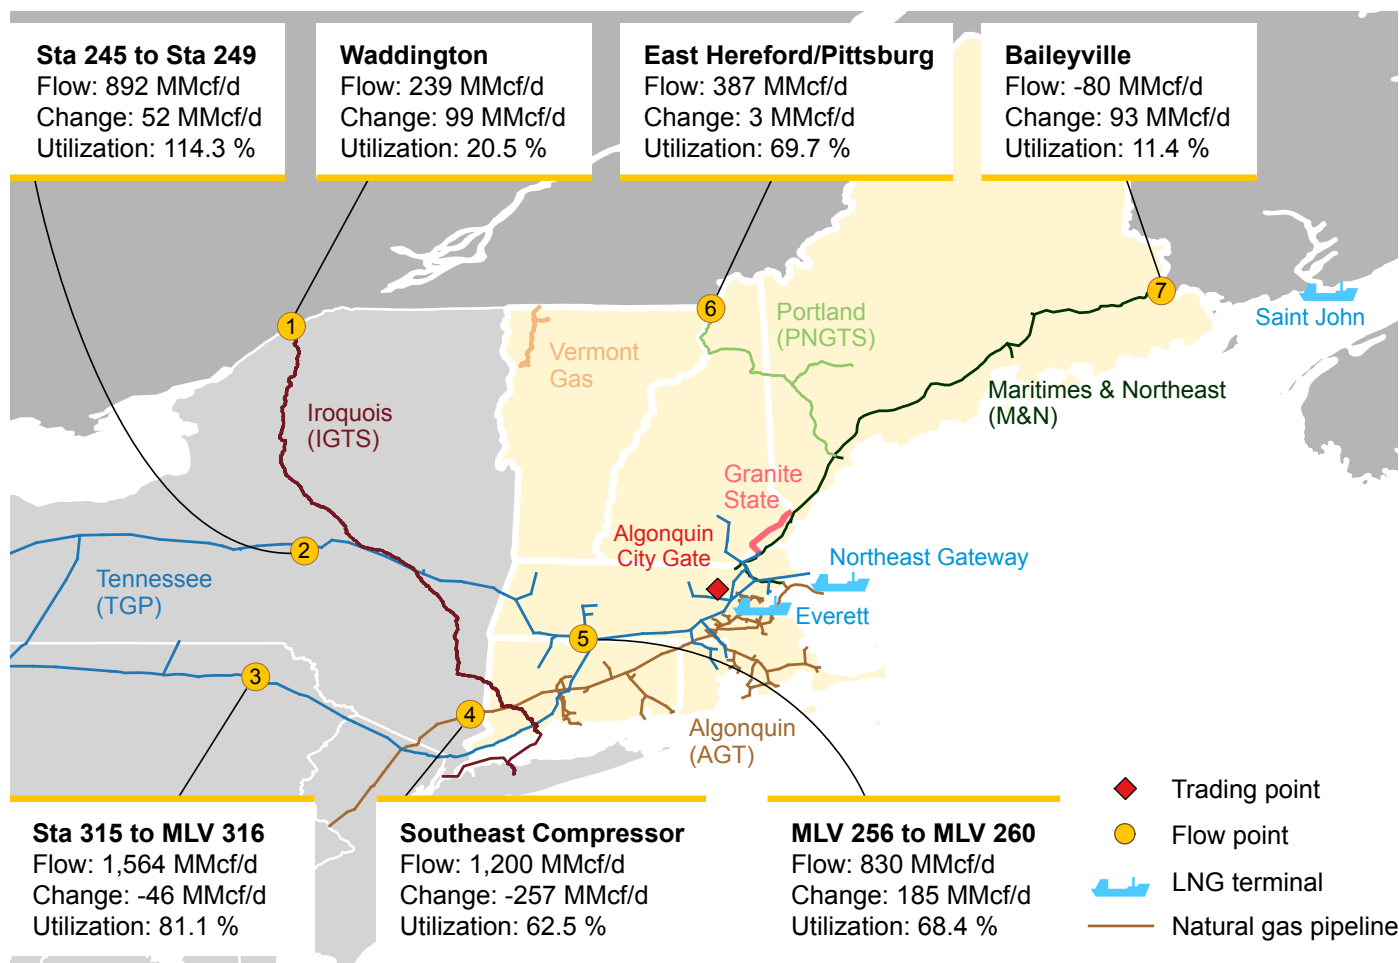 Sta 245 to Sta 249
Flow: 892 MMcf/d
Change: 52 MMcf/d
Utilization: 114.3 %
Waddington
Flow: 239 MMcf/d
Change: 99 MMcf/d
Utilization: 20.5 %
East Hereford/Pittsburg
Flow: 387 MMcf/d
Change: 3 MMcf/d
Utilization: 69.7 %
Baileyville
Flow: -80 MMcf/d
Change: 93 MMcf/d
Utilization: 11.4 %
7
6
1
Saint John
Portland
(PNGTS)
Vermont
Gas
Maritimes & Northeast
(M&N)
Iroquois
(IGTS)
Granite
State
Algonquin
City Gate
2
Northeast Gateway
Tennessee
(TGP)
Everett
5
3
4
Algonquin
(AGT)
Sta 315 to MLV 316
Flow: 1,564 MMcf/d
Change: -46 MMcf/d
Utilization: 81.1 %
Southeast Compressor
Flow: 1,200 MMcf/d
Change: -257 MMcf/d
Utilization: 62.5 %
MLV 256 to MLV 260
Flow: 830 MMcf/d
Change: 185 MMcf/d
Utilization: 68.4 %
Trading point
Flow point
LNG terminal
Natural gas pipeline